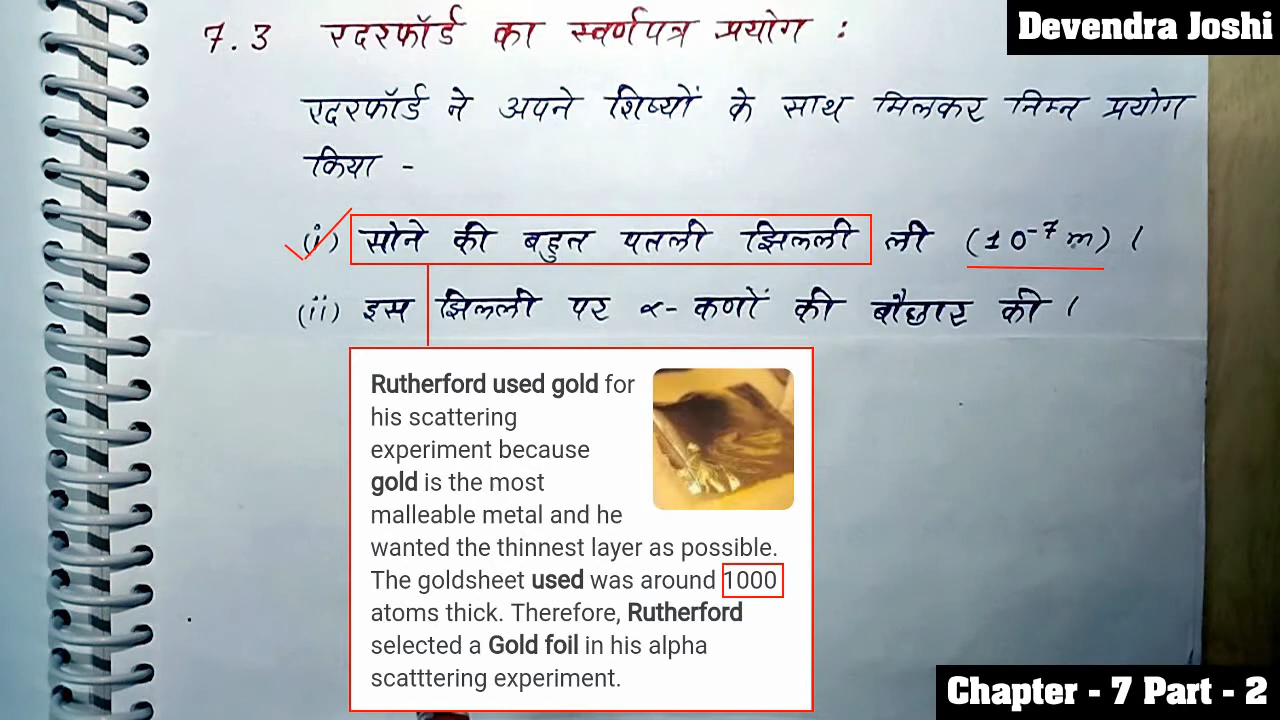 Devendra Joshi
7.3 रदरफॉर्ड का स्वर्णपत्र प्रयोग :
रदरफॉर्ड ने अपने शिष्यों के साथ मिलकर निम्न प्रयोग
किया -
(i) सोने की बहुत पतली झिल्ली ली (10⁻⁷ m) ।
(ii) इस झिल्ली पर α- कणों की बौछार की ।
Rutherford used gold for
his scattering
experiment because
gold is the most
malleable metal and he
wanted the thinnest layer as possible.
The goldsheet used was around 1000
atoms thick. Therefore, Rutherford
selected a Gold foil in his alpha
scatttering experiment.
Chapter - 7 Part - 2